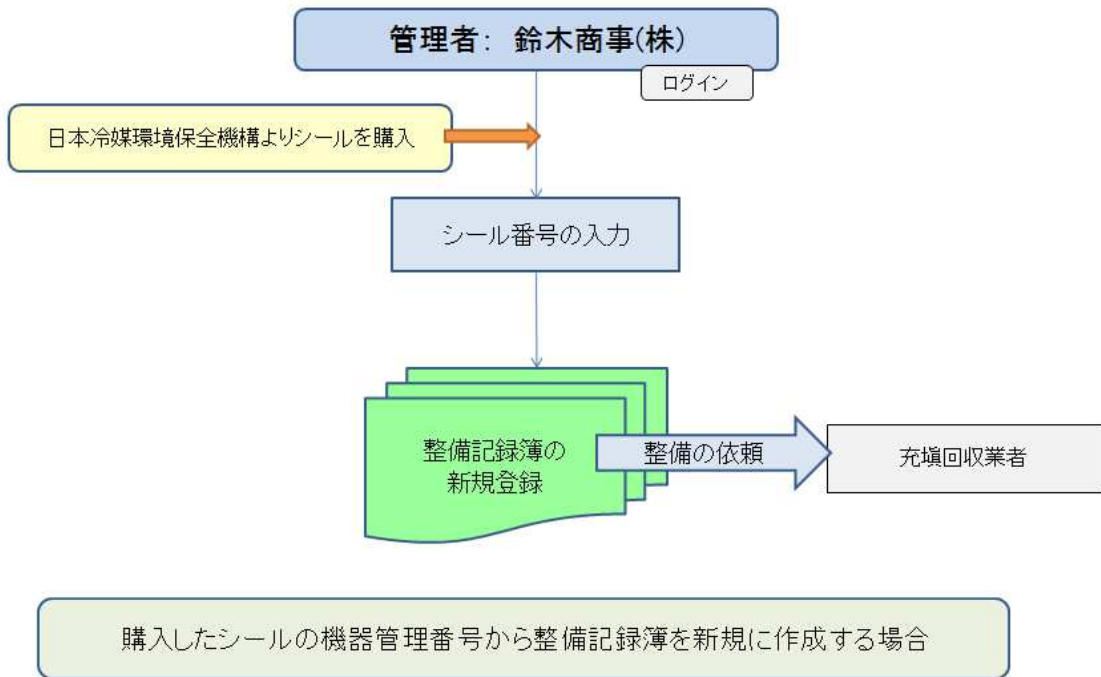 管理者： 鈴木商事(株)
ログイン
日本冷媒環境保全機構よりシールを購入
シール番号の入力
整備記録簿の
新規登録
整備の依頼
充填回収業者
購入したシールの機器管理番号から整備記録簿を新規に作成する場合